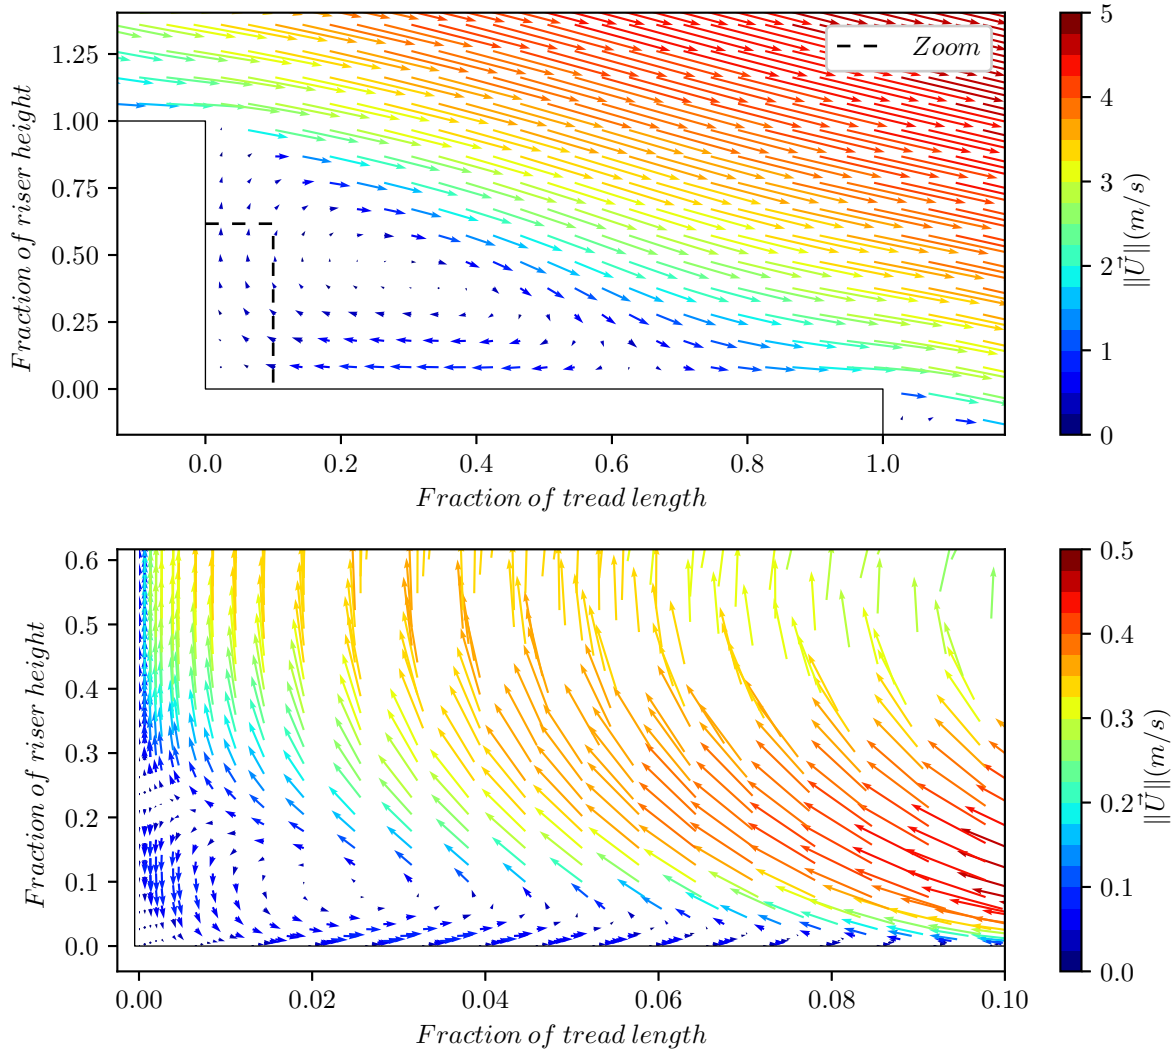 1.25
1.00
0.75
0.50
0.25
0.00
Fraction of riser height
Zoom
0.0 0.2 0.4 0.6 0.8 1.0
Fraction of tread length
5
4
3
2
1
0
||U⃗||(m/s)
0.6
0.5
0.4
0.3
0.2
0.1
0.0
Fraction of riser height
0.00 0.02 0.04 0.06 0.08 0.10
Fraction of tread length
0.5
0.4
0.3
0.2
0.1
0.0
||U⃗||(m/s)